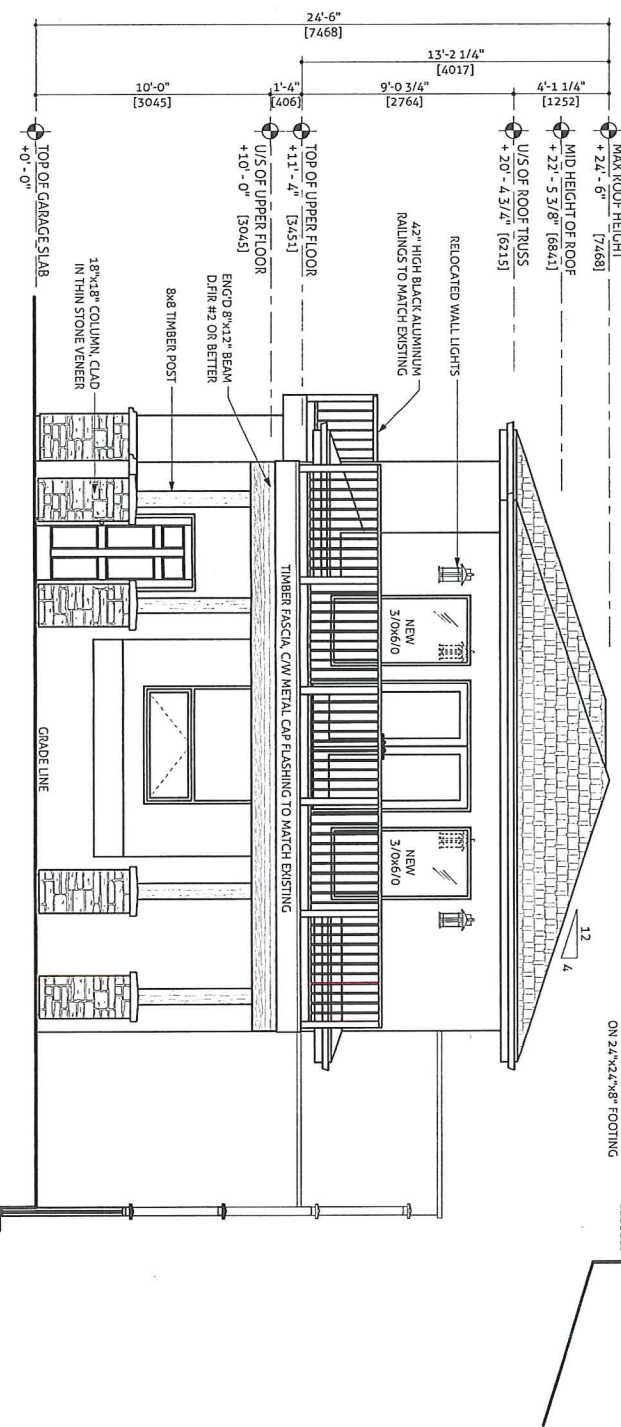 24'-6"
[7468]
13'-2 1/4"
[4017]
10'-0"
[3045]
1'-4"
[406]
9'-0 3/4"
[2764]
4'-1 1/4"
[1252]
MAX ROOF HEIGHT
+ 24'- 6" [7468]
MID HEIGHT OF ROOF
+ 22'- 5 3/8" [6841]
U/S OF ROOF TRUSS
+ 20'- 4 3/4" [6215]
TOP OF UPPER FLOOR
+11'- 4" [3451]
U/S OF UPPER FLOOR
+10'- 0" [3045]
TOP OF GARAGE SLAB
+0'- 0"
RELOCATED WALL LIGHTS
42" HIGH BLACK ALUMINUM
RAILINGS TO MATCH EXISTING
ENG'D 8"x12" BEAM
D.FIR #2 OR BETTER
8x8 TIMBER POST
18"x18" COLUMN, CLAD
IN THIN STONE VENEER
NEW
3/0x6/0
NEW
3/0x6/0
TIMBER FASCIA, C/W METAL CAP FLASHING TO MATCH EXISTING
GRADE LINE
12
4
ON 24"x24"x8" FOOTING